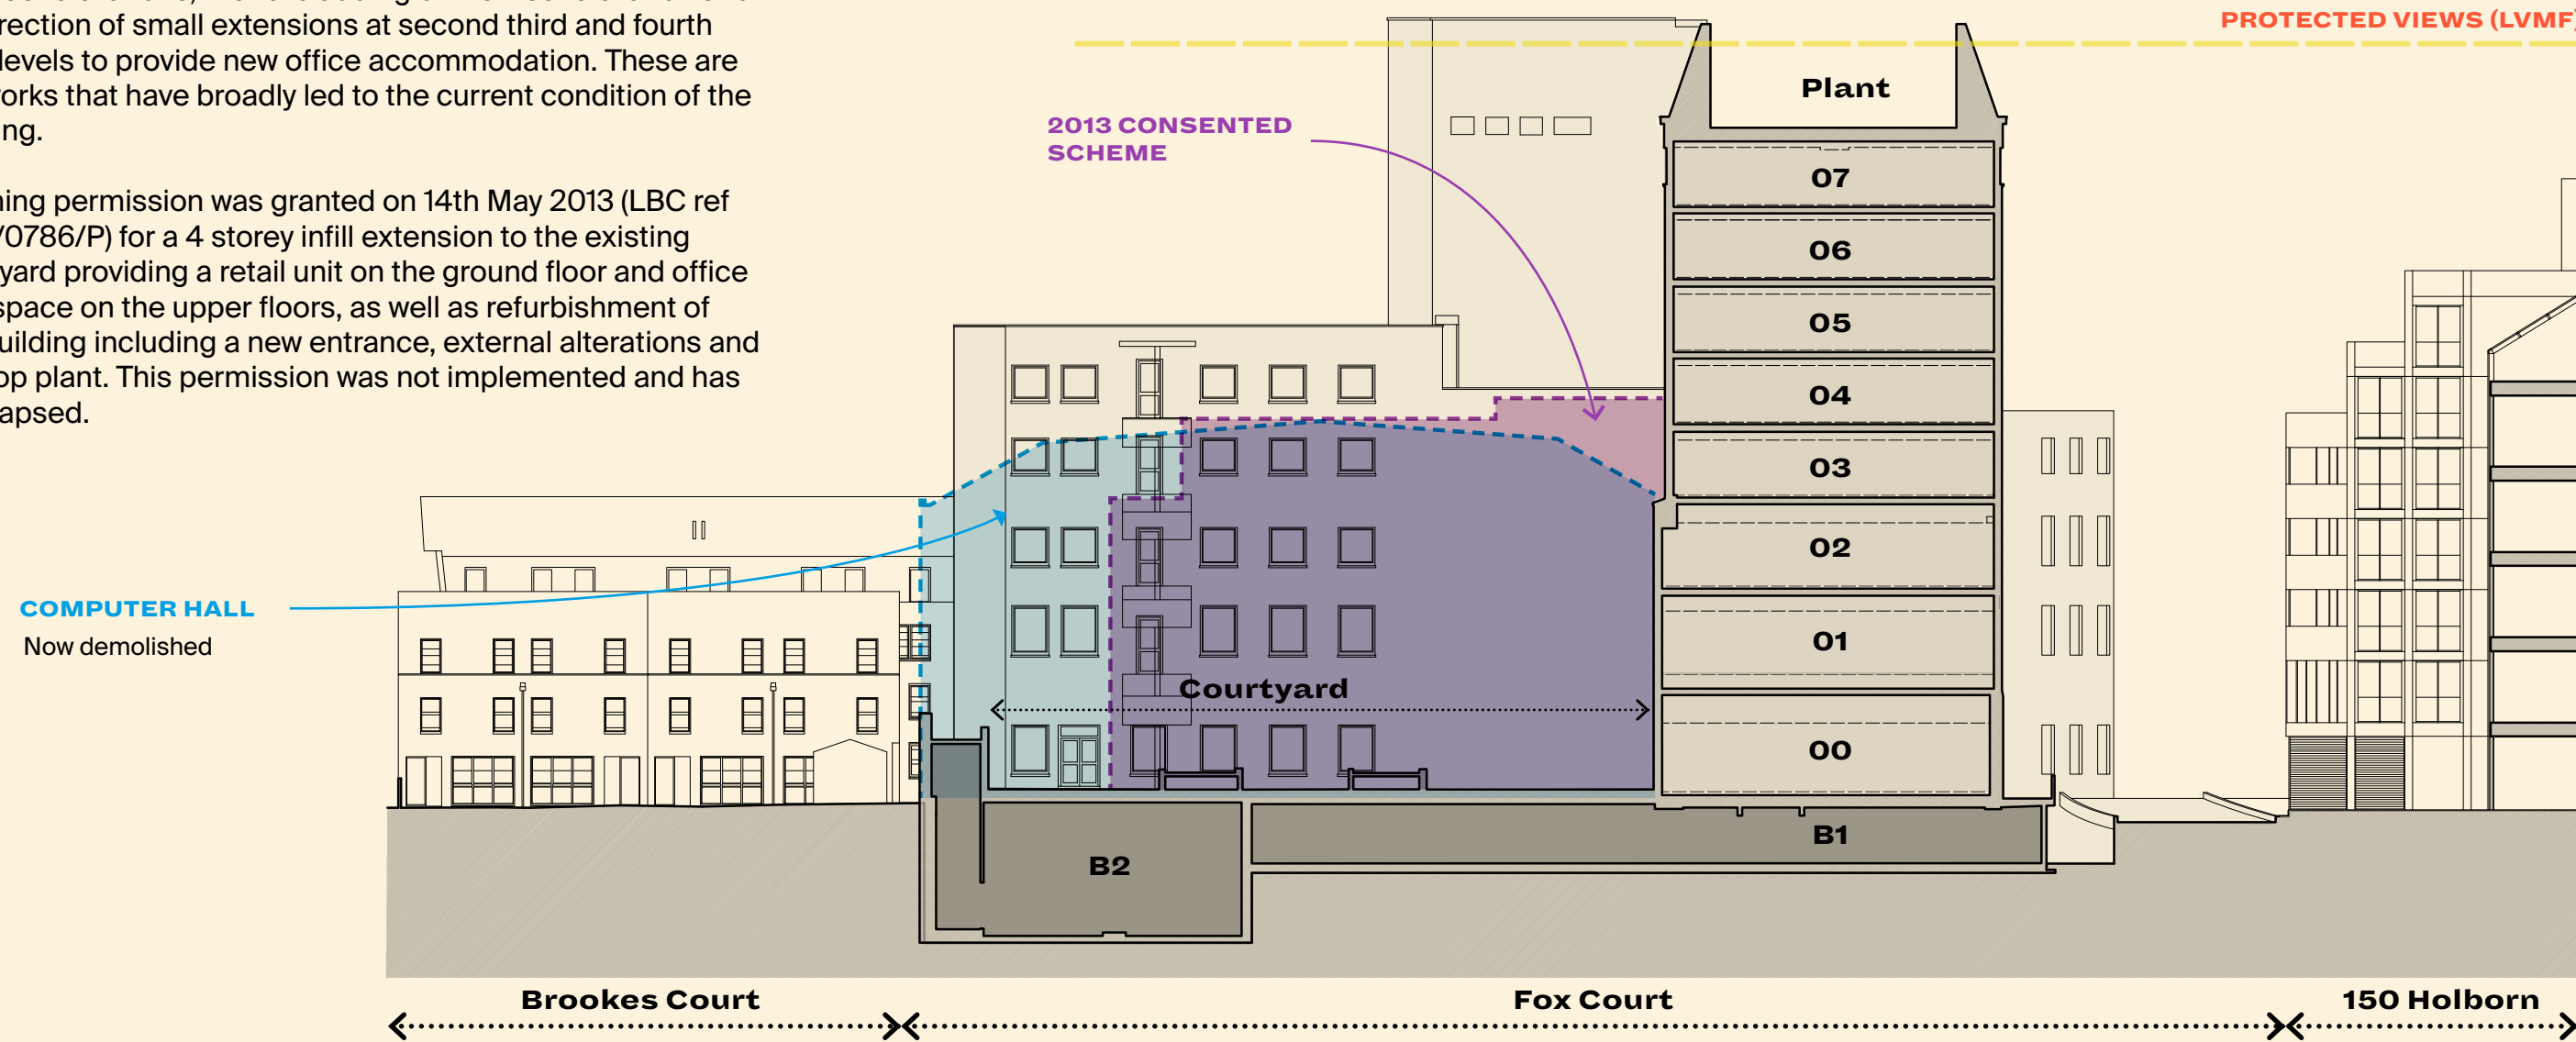 rection of small extensions at second third and fourth
levels to provide new office accommodation. These are
orks that have broadly led to the current condition of the
ng.
ing permission was granted on 14th May 2013 (LBC ref
/0786/P) for a 4 storey infill extension to the existing
yard providing a retail unit on the ground floor and office
space on the upper floors, as well as refurbishment of
uilding including a new entrance, external alterations and
op plant. This permission was not implemented and has
apsed.
PROTECTED VIEWS (LVMF)
2013 CONSENTED
SCHEME
Plant
07
06
05
04
03
02
01
00
COMPUTER HALL
Now demolished
Courtyard
B1
B2
Brookes Court
Fox Court
150 Holborn